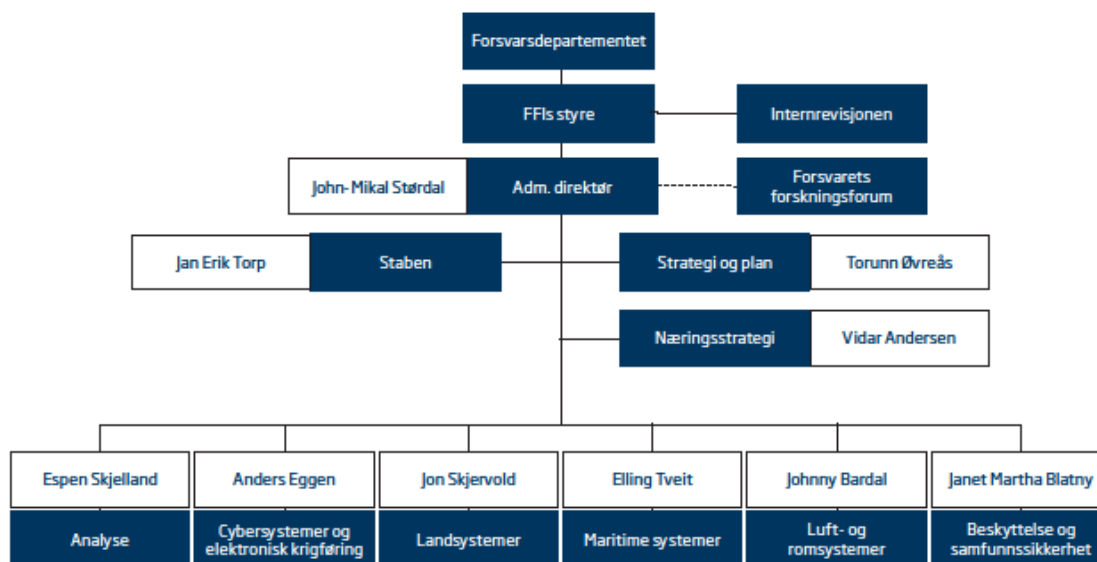 Forsvarsdepartementet
FFIs styre
Internrevisjonen
John-Mikal Størdal
Adm. direktør
Forsvarets
forskningsforum
Jan Erik Torp
Staben
Strategi og plan
Torunn Øvreås
Næringsstrategi
Vidar Andersen
Espen Skjelland
Anders Eggen
Jon Skjervold
Elling Tveit
Johnny Bardal
Janet Martha Blatny
Analyse
Cybersystemer og
elektronisk krigføring
Landsystemer
Maritime systemer
Luft- og
romsystemer
Beskyttelse og
samfunnssikkerhet